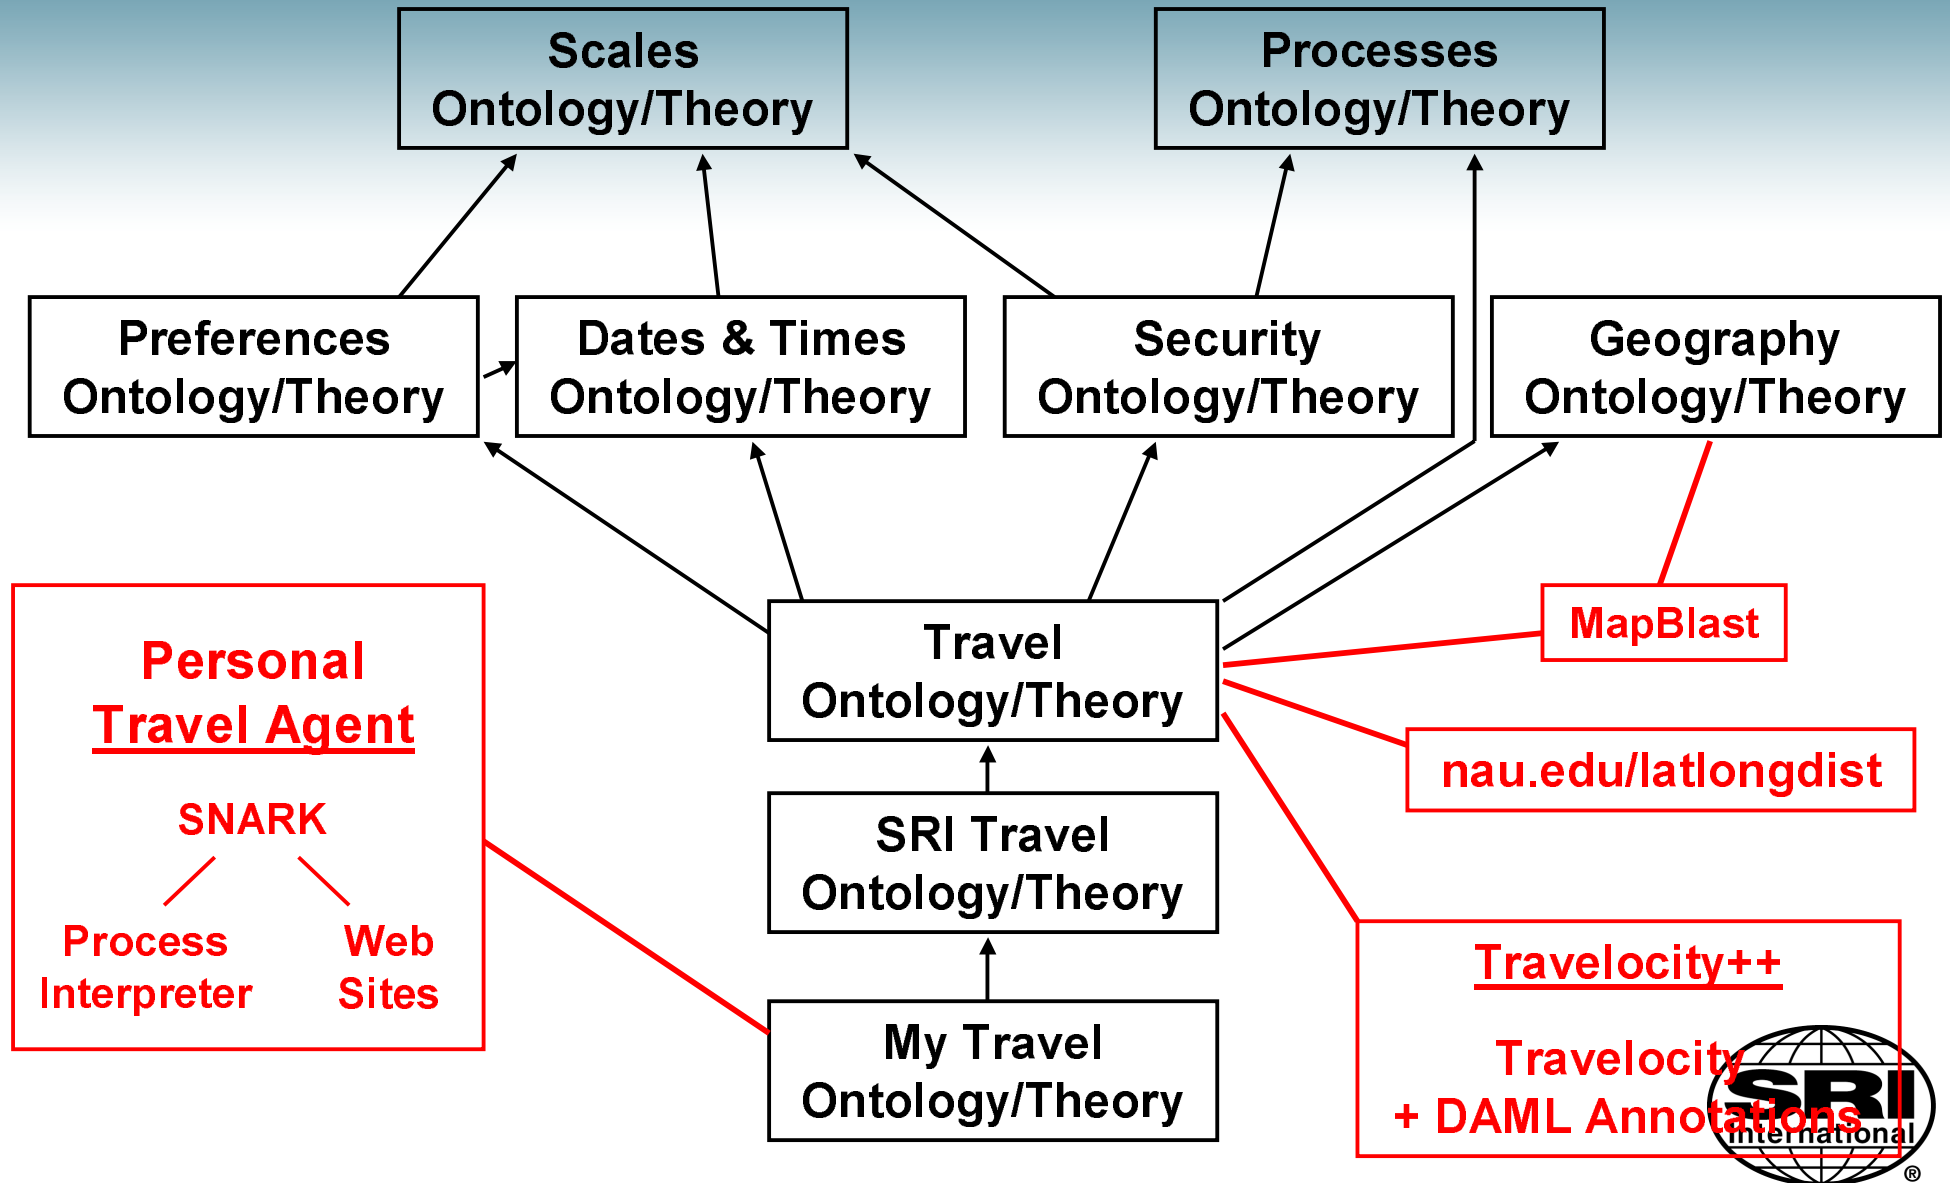 Scales
Ontology/Theory
Processes
Ontology/Theory
Preferences
Ontology/Theory
Dates & Times
Ontology/Theory
Security
Ontology/Theory
Geography
Ontology/Theory
Personal
Travel Agent
SNARK
Process
Interpreter
Web
Sites
Travel
Ontology/Theory
MapBlast
nau.edu/latlongdist
SRI Travel
Ontology/Theory
My Travel
Ontology/Theory
Travelocity++
Travelocity
+ DAML Annotations
SRI
International
®